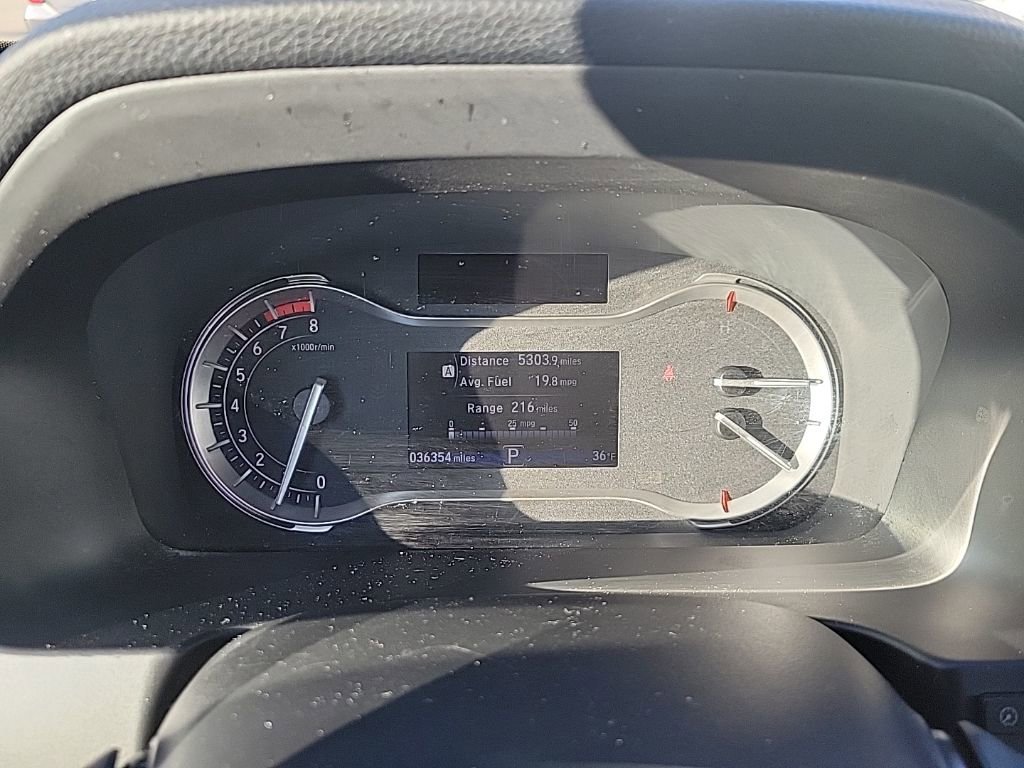 8
7
6
x1000r/min
5
4
3
2
0
A
Distance 5303.9 miles
Avg. Fuel 19.8 mpg
Range 216 miles
0 25 mpg 50
036354 miles P 36°F
H